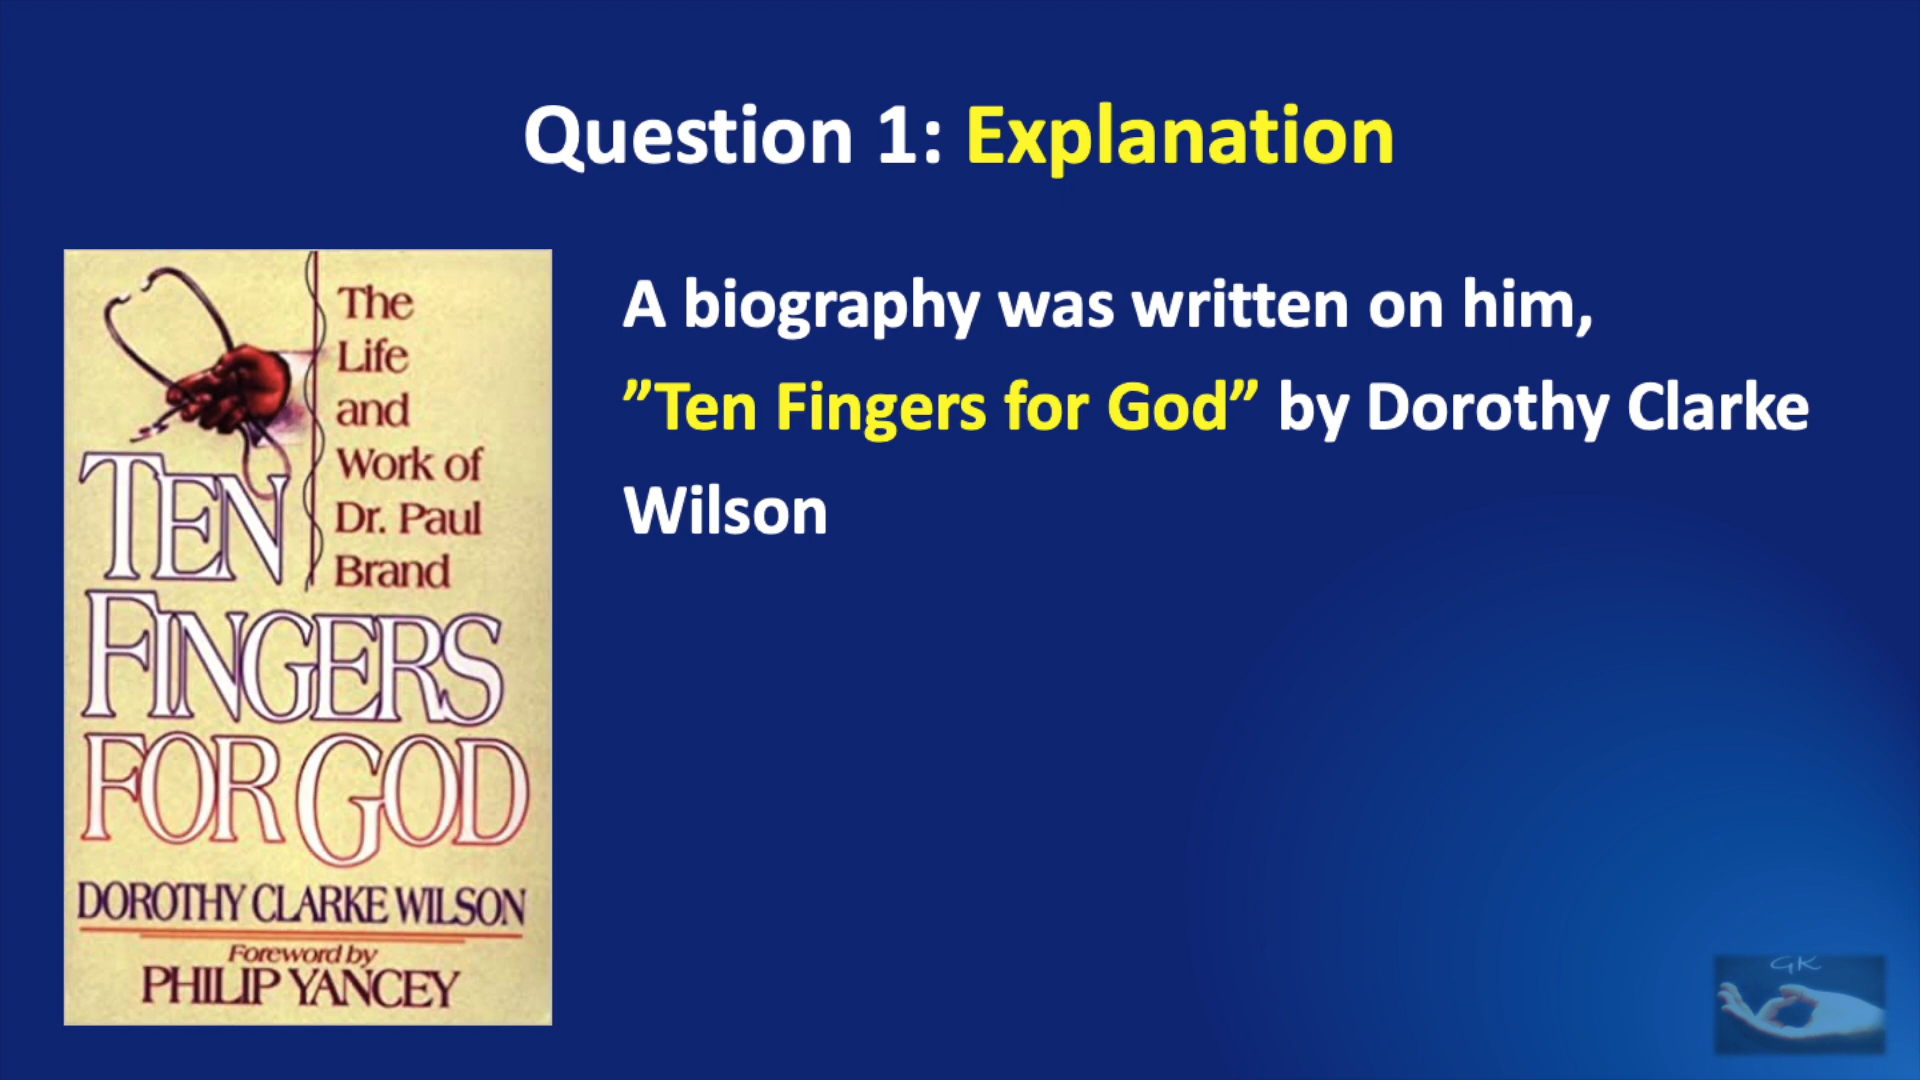 Question 1: Explanation
The
Life
and
Work of
Dr. Paul
Brand
TEN
FINGERS
FOR GOD
DOROTHY CLARKE WILSON
Foreword by
PHILIP YANCEY
A biography was written on him,
”Ten Fingers for God” by Dorothy Clarke
Wilson
GK